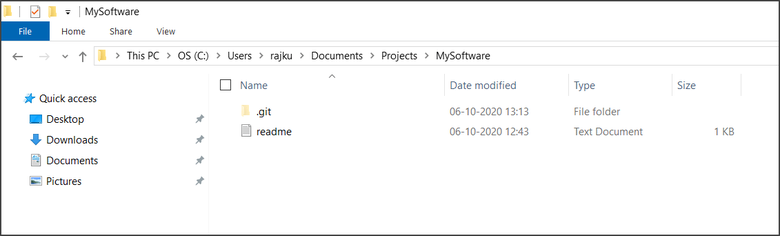 MySoftware
File Home Share View
This PC OS (C:) Users rajku Documents Projects MySoftware
Name Date modified Type Size
Quick access
.git 06-10-2020 13:13 File folder
Desktop
readme 06-10-2020 12:43 Text Document 1 KB
Downloads
Documents
Pictures